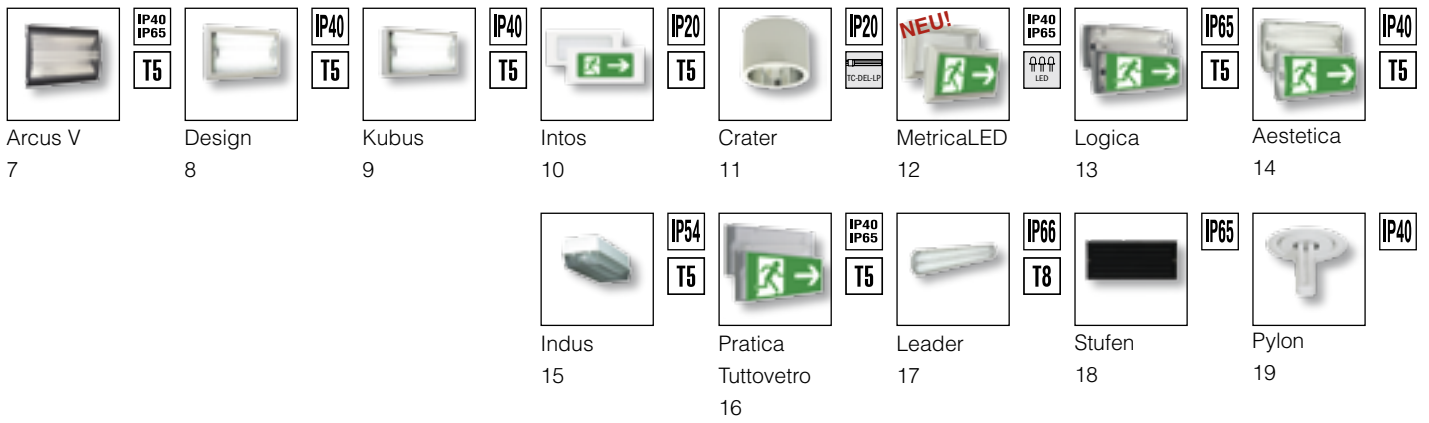 IP40
IP65
T5
Arcus V
7
IP40
T5
Design
8
IP40
T5
Kubus
9
IP20
T5
Intos
10
IP20
TC-DEL-LP
Crater
11
NEU!
IP40
IP65
LED
MetricaLED
12
IP65
T5
Logica
13
IP40
T5
Aestetica
14
IP54
T5
Indus
15
IP40
IP65
T5
Pratica
Tuttovetro
16
IP66
T8
Leader
17
IP65
Stufen
18
IP40
Pylon
19